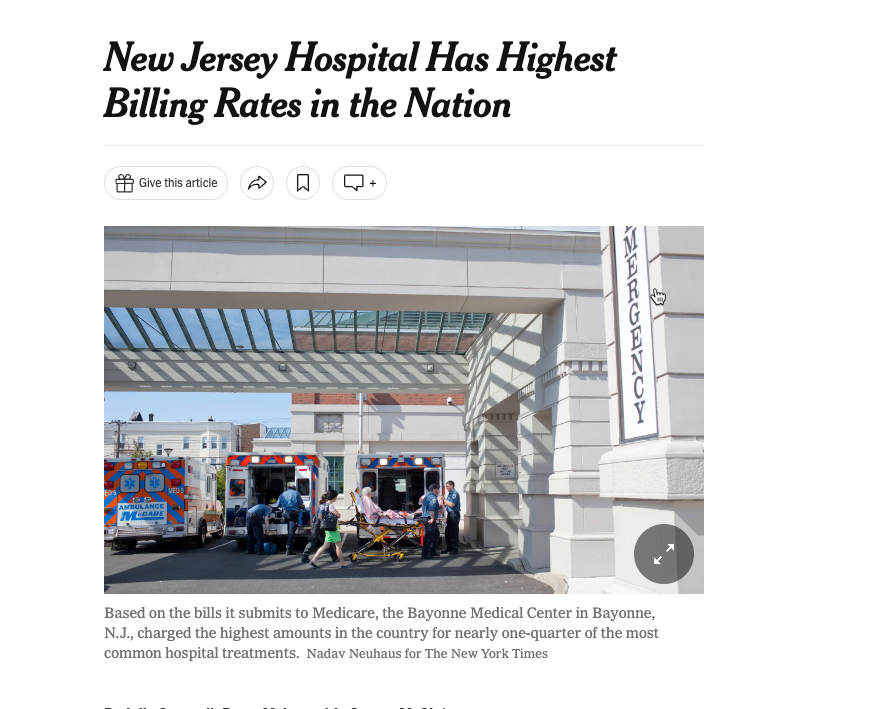 New Jersey Hospital Has Highest
Billing Rates in the Nation
Give this article
+
EMERGENCY
AMBULANCE
McCABE
Based on the bills it submits to Medicare, the Bayonne Medical Center in Bayonne,
N.J., charged the highest amounts in the country for nearly one-quarter of the most
common hospital treatments. Nadav Neuhaus for The New York Times